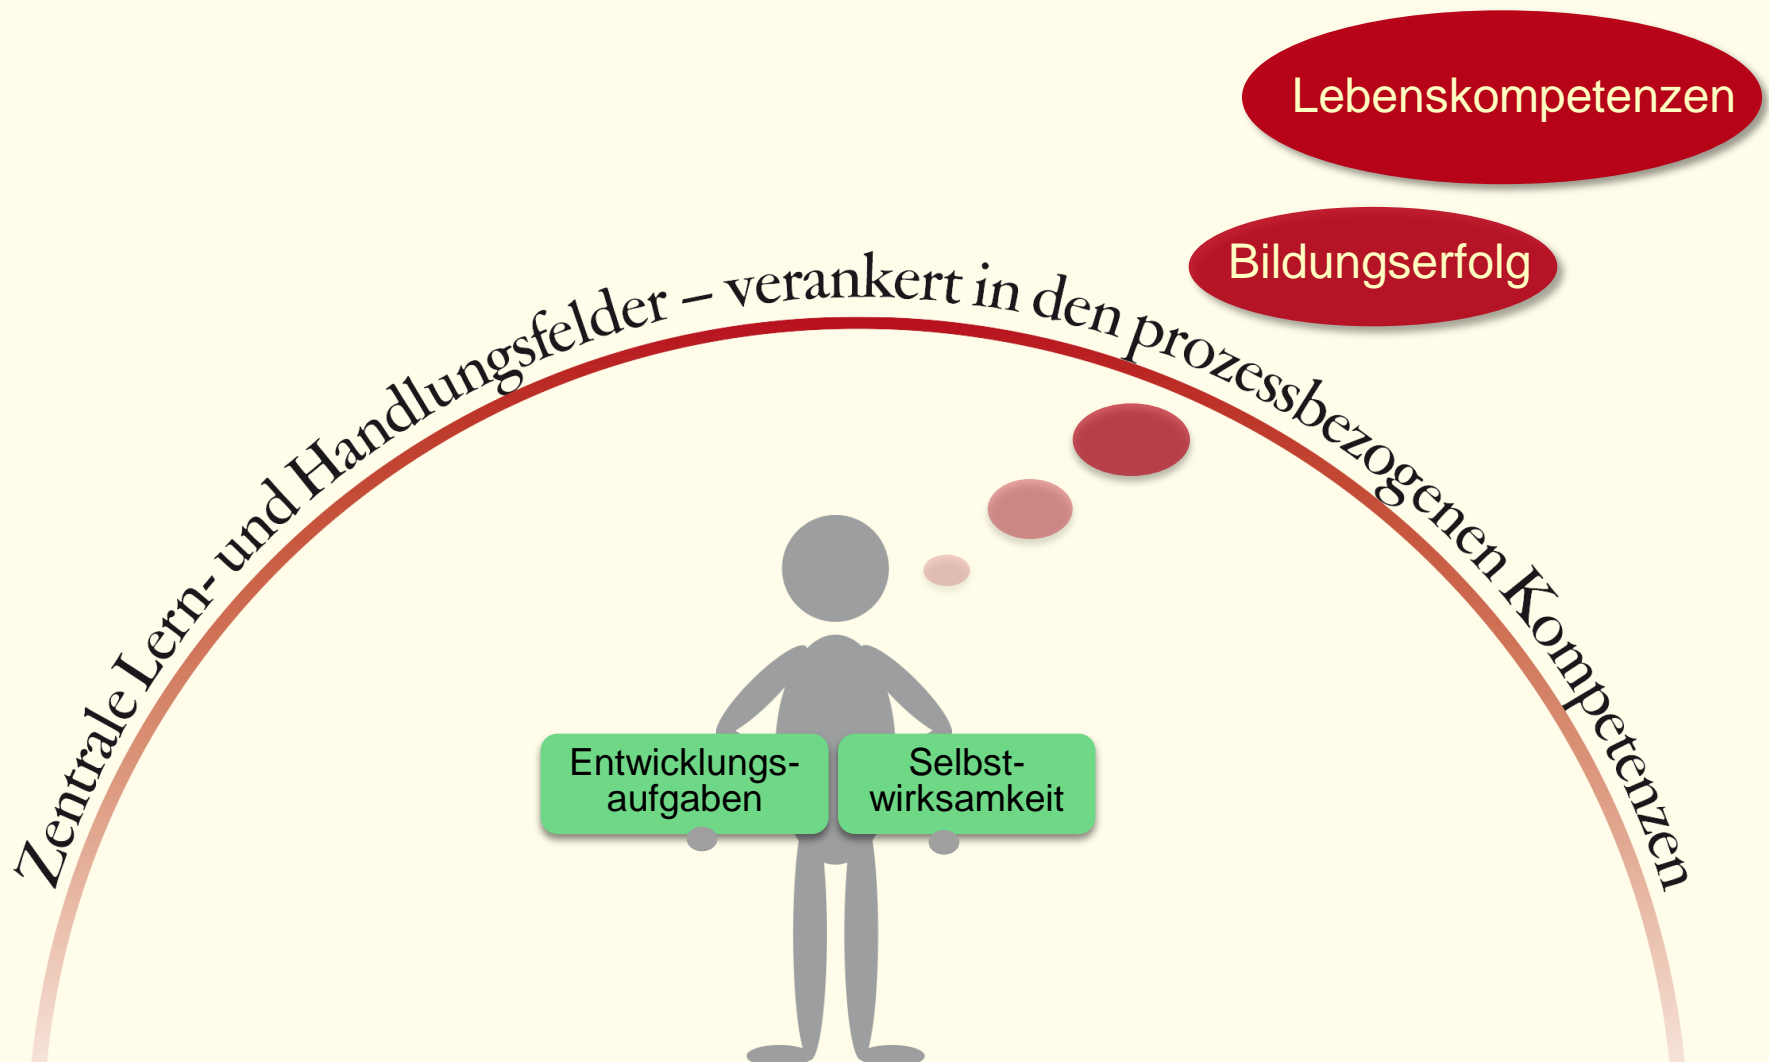 Lebenskompetenzen
Bildungserfolg
Zentrale Lern- und Handlungsfelder – verankert in den prozessbezogenen Kompetenzen
Entwicklungs-
aufgaben
Selbst-
wirksamkeit